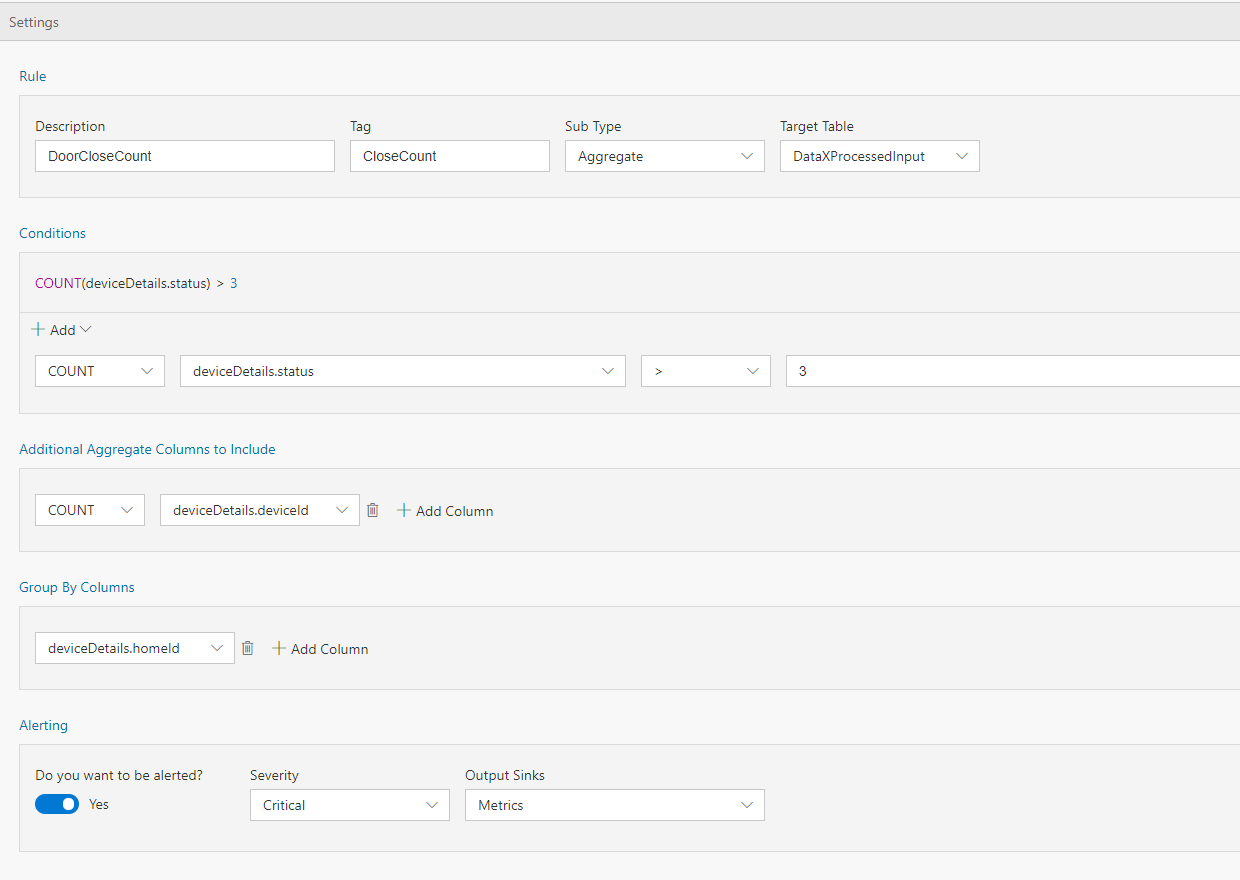 Settings
Rule
Description Tag Sub Type Target Table
DoorCloseCount CloseCount Aggregate DataXProcessedInput
Conditions
COUNT(deviceDetails.status) > 3
Add
COUNT deviceDetails.status > 3
Additional Aggregate Columns to Include
COUNT deviceDetails.deviceId Add Column
Group By Columns
deviceDetails.homeId Add Column
Alerting
Do you want to be alerted? Severity Output Sinks
Yes Critical Metrics